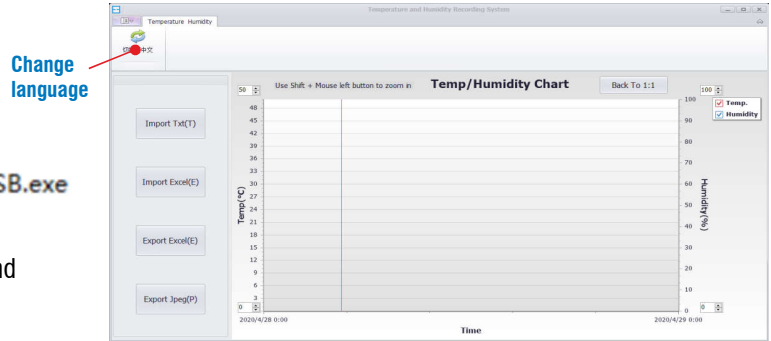 Temperature and Humidity Recording System
Temperature Humidity
中文
Change
language
SB.exe
nd
Import Txt(T)
Import Excel(E)
Export Excel(E)
Export Jpeg(P)
50
Use Shift + Mouse left button to zoom in
Temp/Humidity Chart
Back To 1:1
100
Temp.
Humidity
48
45
42
39
36
33
30
27
24
21
18
15
12
9
6
3
0
Temp(℃)
100
90
80
70
60
50
40
30
20
10
0
0
Humidity(%)
2020/4/28 0:00
2020/4/29 0:00
Time